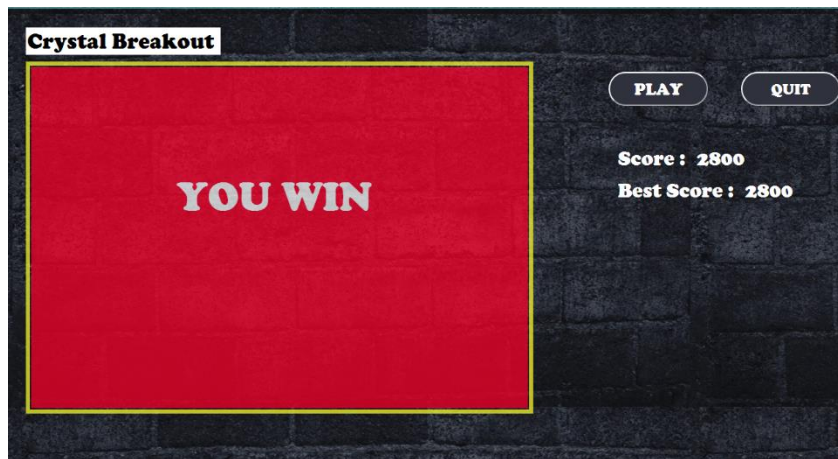 Crystal Breakout
PLAY QUIT
Score : 2800
Best Score : 2800
YOU WIN